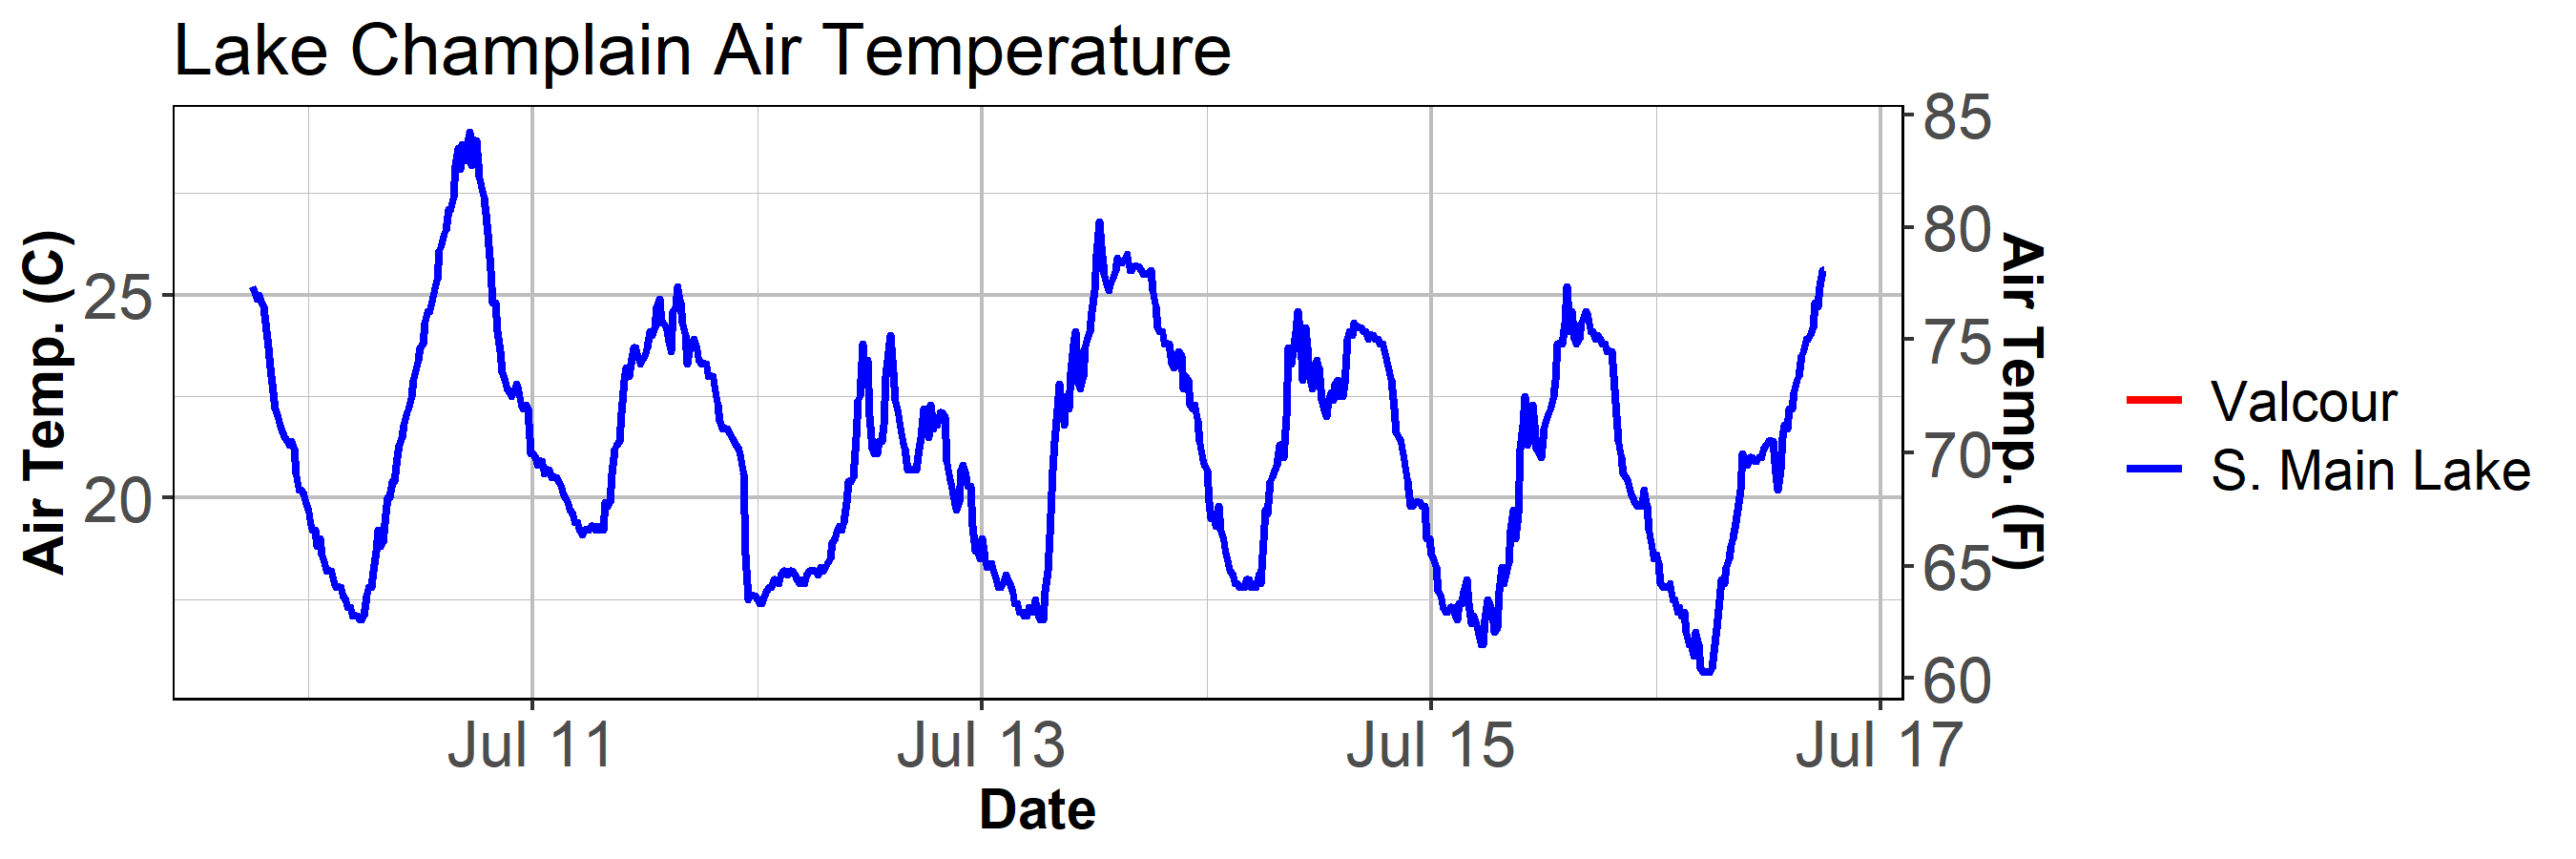 Lake Champlain Air Temperature
Air Temp. (C)
25
20
85
80
75
70
65
60
Air Temp. (F)
Jul 11
Jul 13
Jul 15
Jul 17
Date
Valcour
S. Main Lake